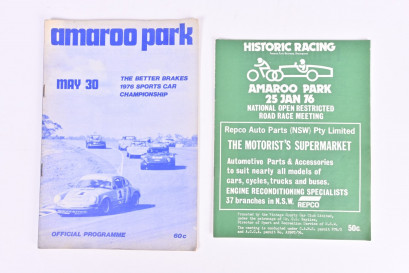 amaroo park
MAY 30
THE BETTER BRAKES
1976 SPORTS CAR
CHAMPIONSHIP
OFFICIAL PROGRAMME
60c
HISTORIC RACING
AMAROO PARK
25 JAN 76
NATIONAL OPEN RESTRICTED
ROAD RACE MEETING
Repco Auto Parts (NSW) Pty Limited
THE MOTORIST'S SUPERMARKET
Automotive Parts & Accessories
to suit nearly all models of
cars, cycles, trucks and buses.
ENGINE RECONDITIONING SPECIALISTS
37 branches in N.S.W.
REPCO
50c